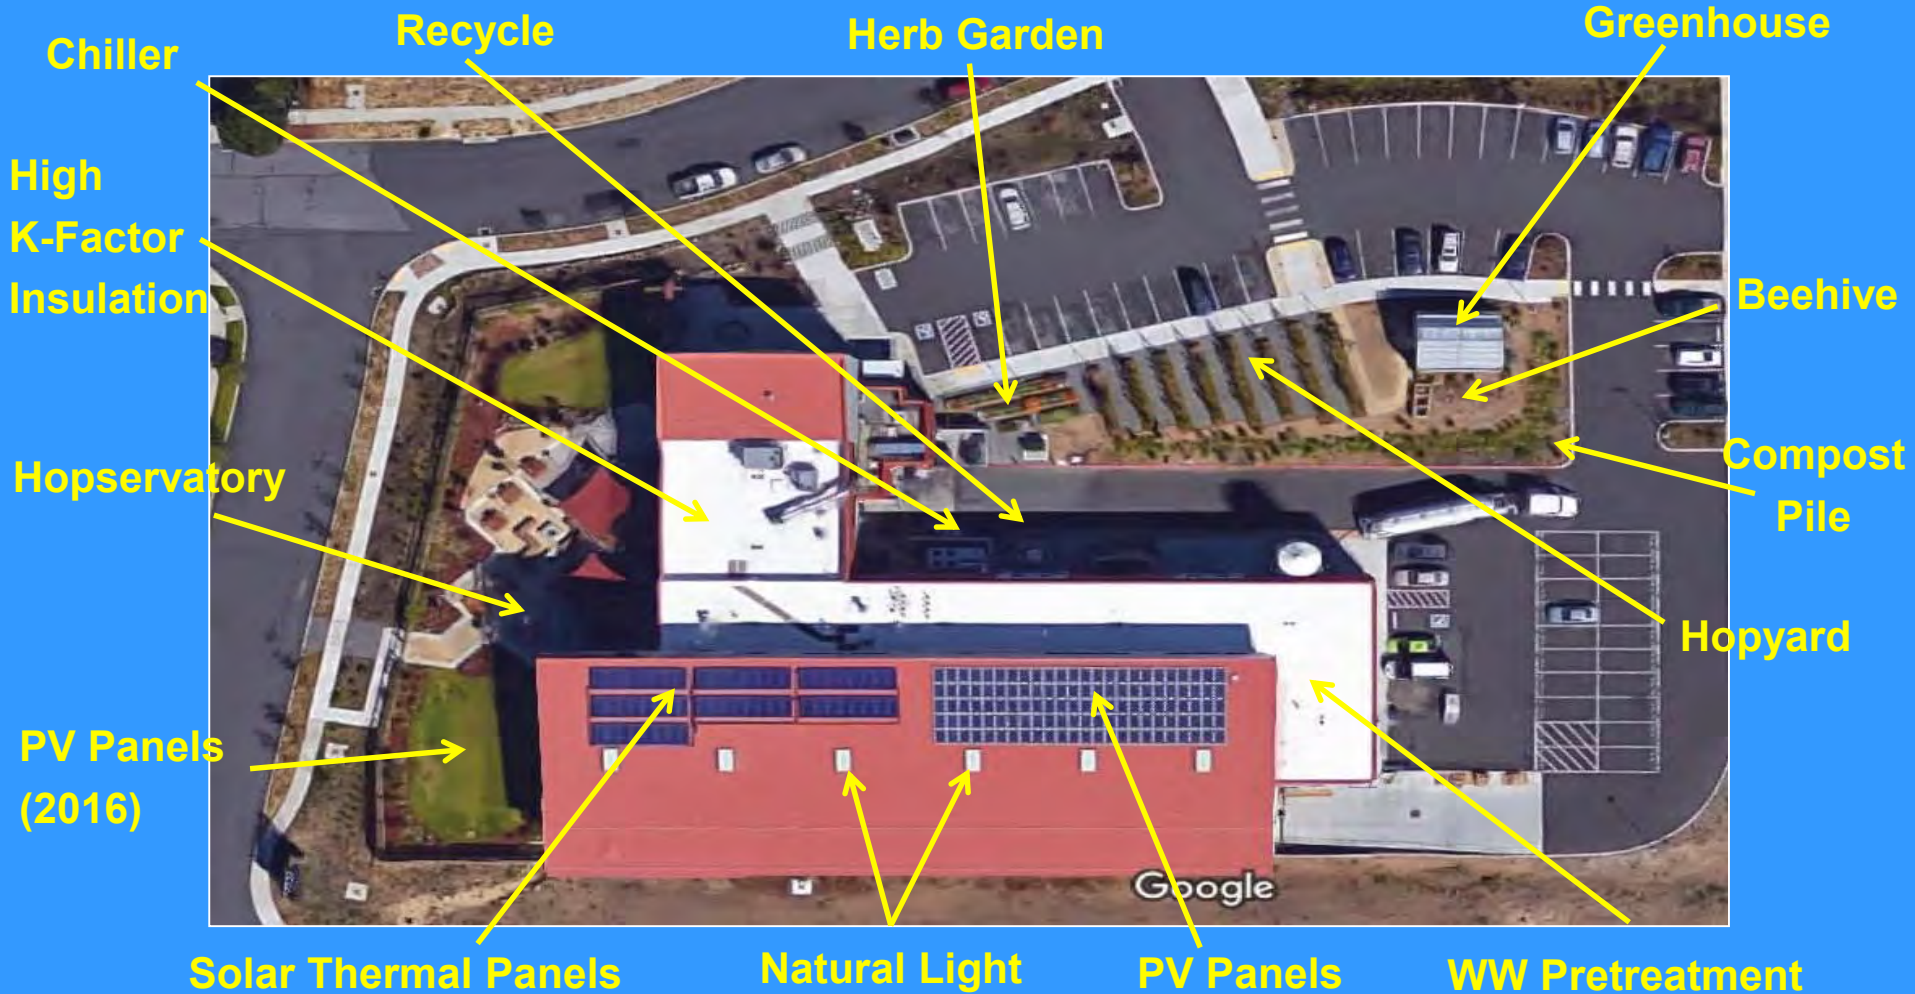 Chiller
Recycle
Herb Garden
Greenhouse
High
K-Factor
Insulation
Beehive
Hopservatory
Compost
Pile
Hopyard
PV Panels
(2016)
Google
Solar Thermal Panels
Natural Light
PV Panels
WW Pretreatment